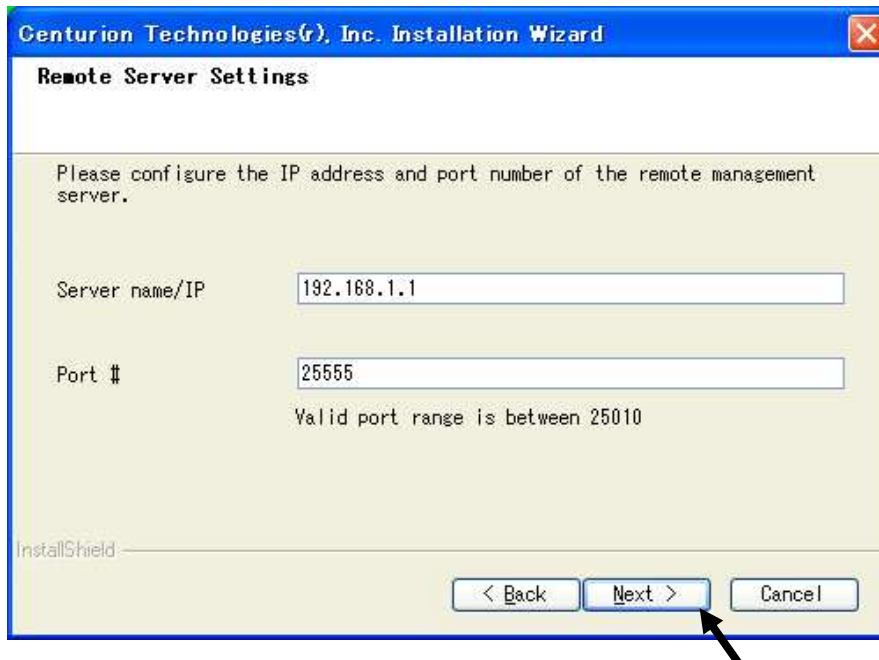 Centurion Technologies(r), Inc. Installation Wizard
Remote Server Settings
Please configure the IP address and port number of the remote management
server.
Server name/IP
192.168.1.1
Port #
25555
Valid port range is between 25010
InstallShield
< Back
Next >
Cancel